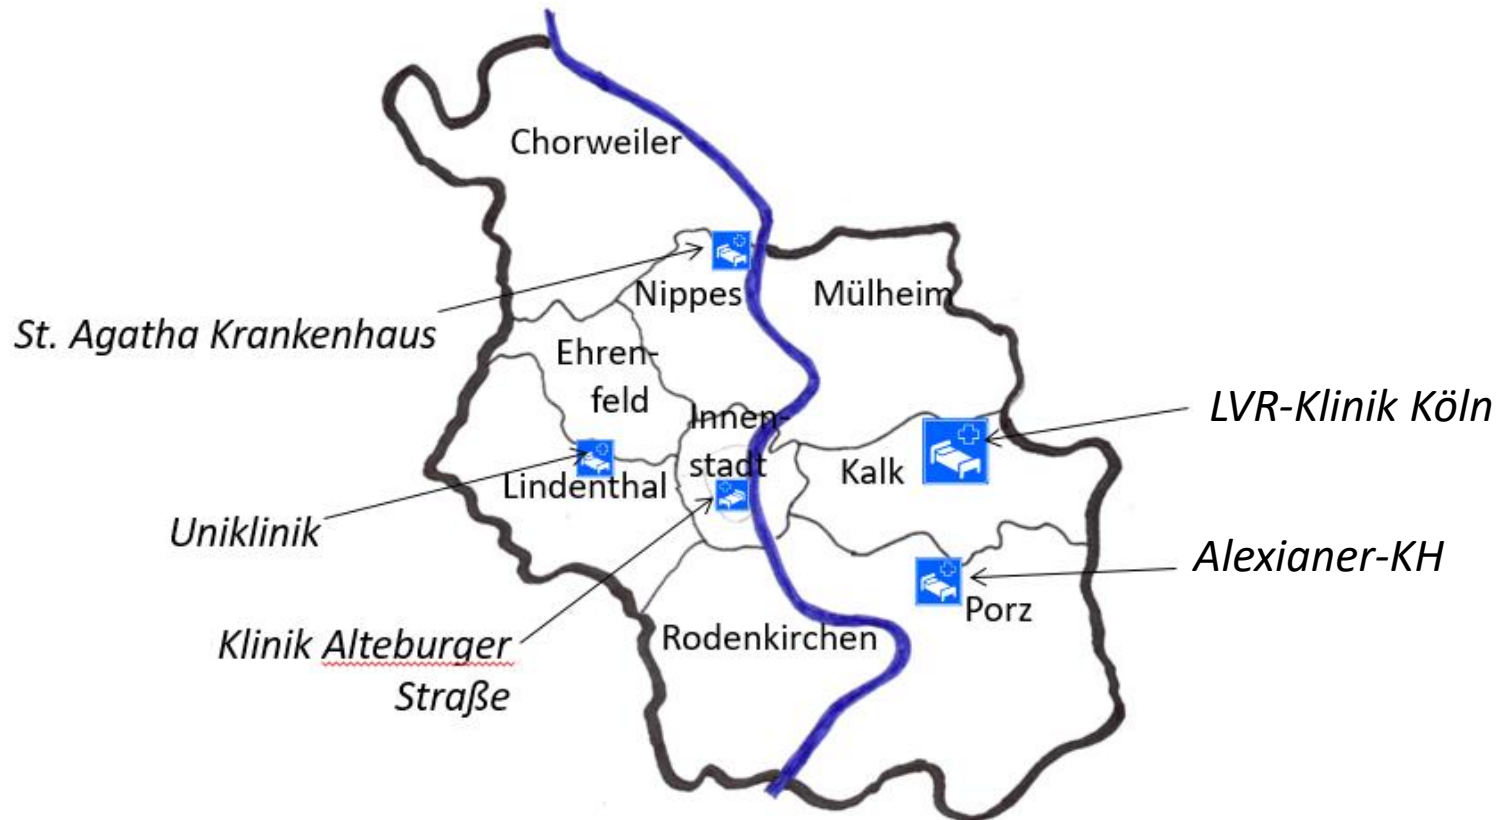 Chorweiler
Nippes
Mülheim
St. Agatha Krankenhaus
Ehren-
feld
Innen-
stadt
LVR-Klinik Köln
Kalk
Lindenthal
Uniklinik
Alexianer-KH
Porz
Rodenkirchen
Klinik Alteburger
Straße